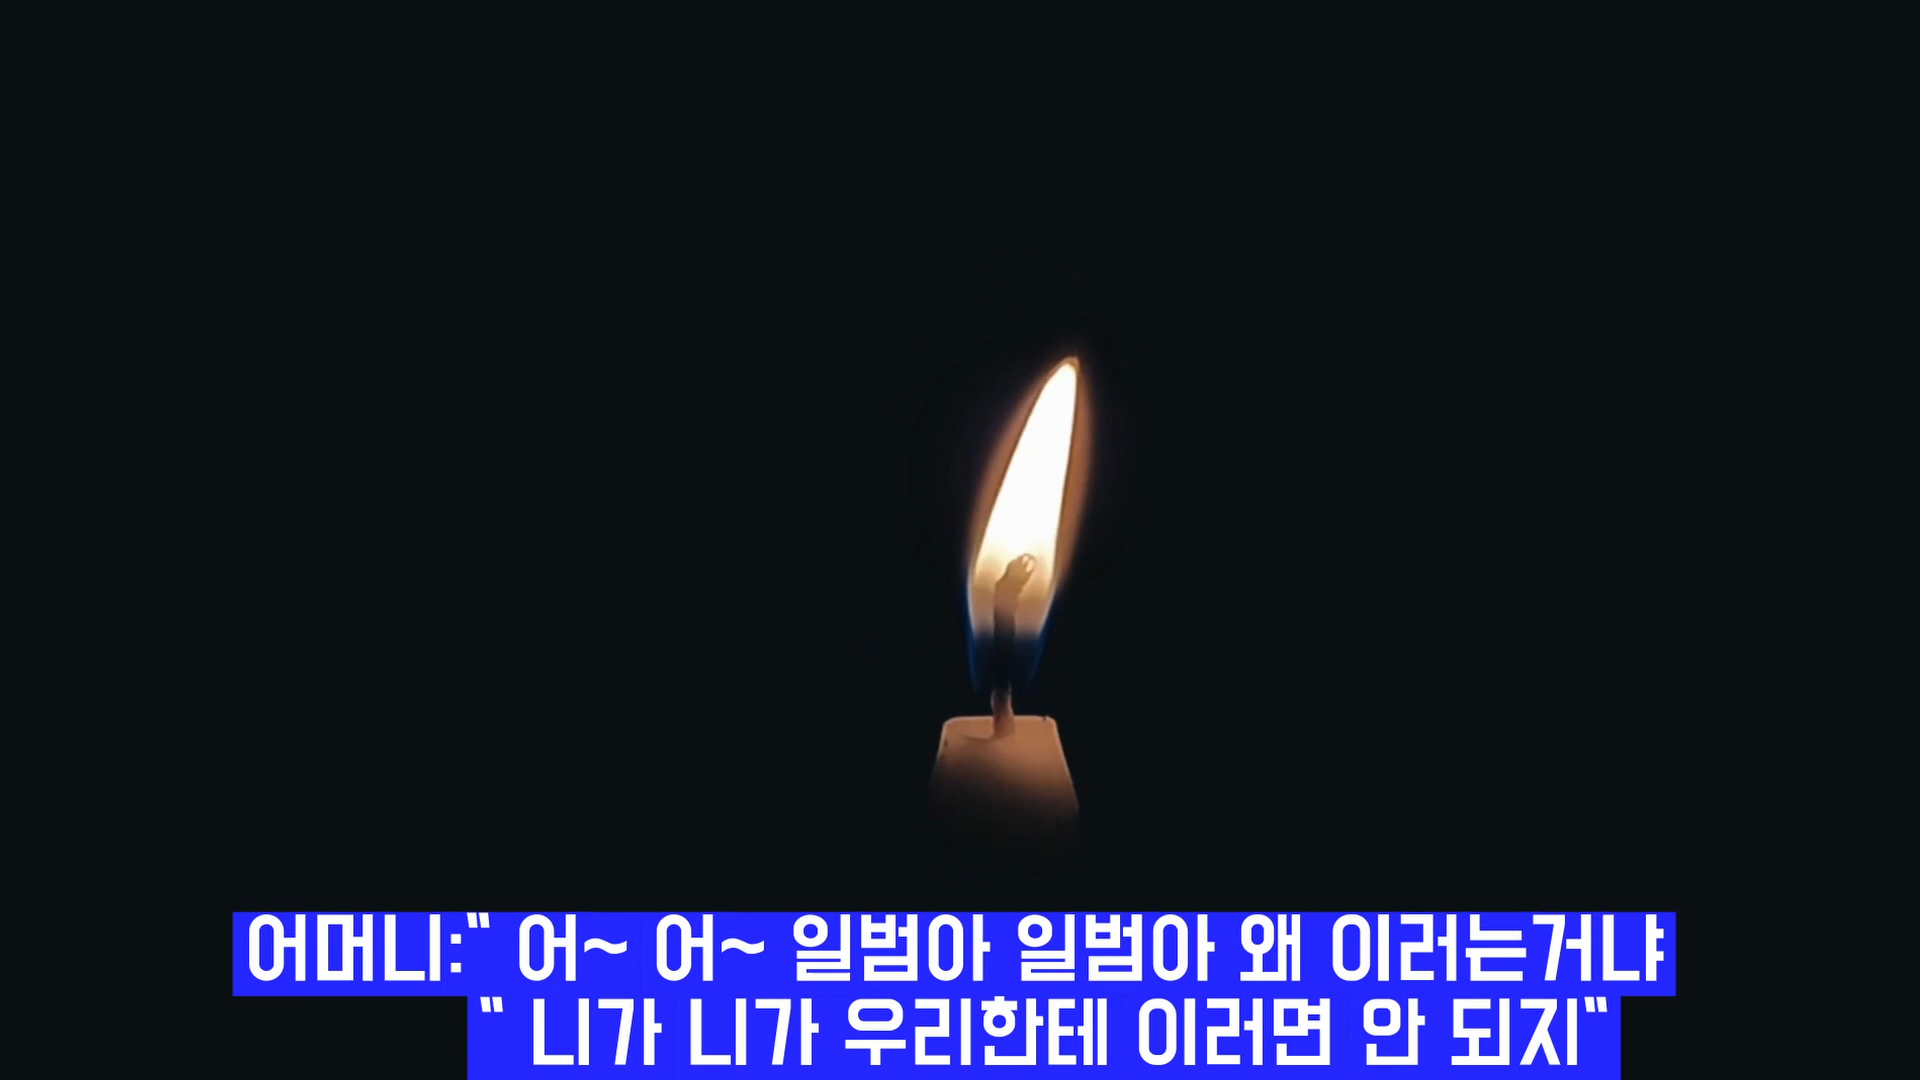 어머니:" 어~ 어~ 일범아 일범아 왜 이러는거냐
" 니가 니가 우리한테 이러면 안 되지"